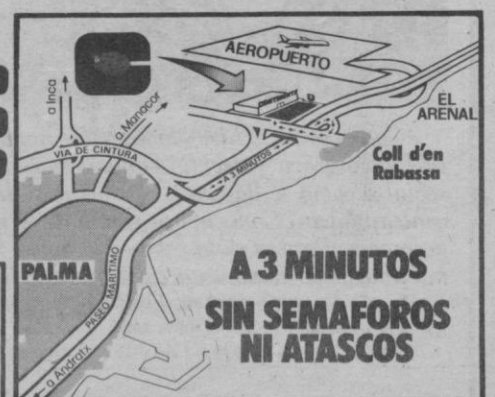 AEROPUERTO
a Inca
a Manacor
EL
ARENAL
VIA DE CINTURA
A 3 MINUTOS
Coll d'en
Rabassa
PALMA
PASEO MARITIMO
a Andratx
A 3 MINUTOS
SIN SEMAFOROS
NI ATASCOS